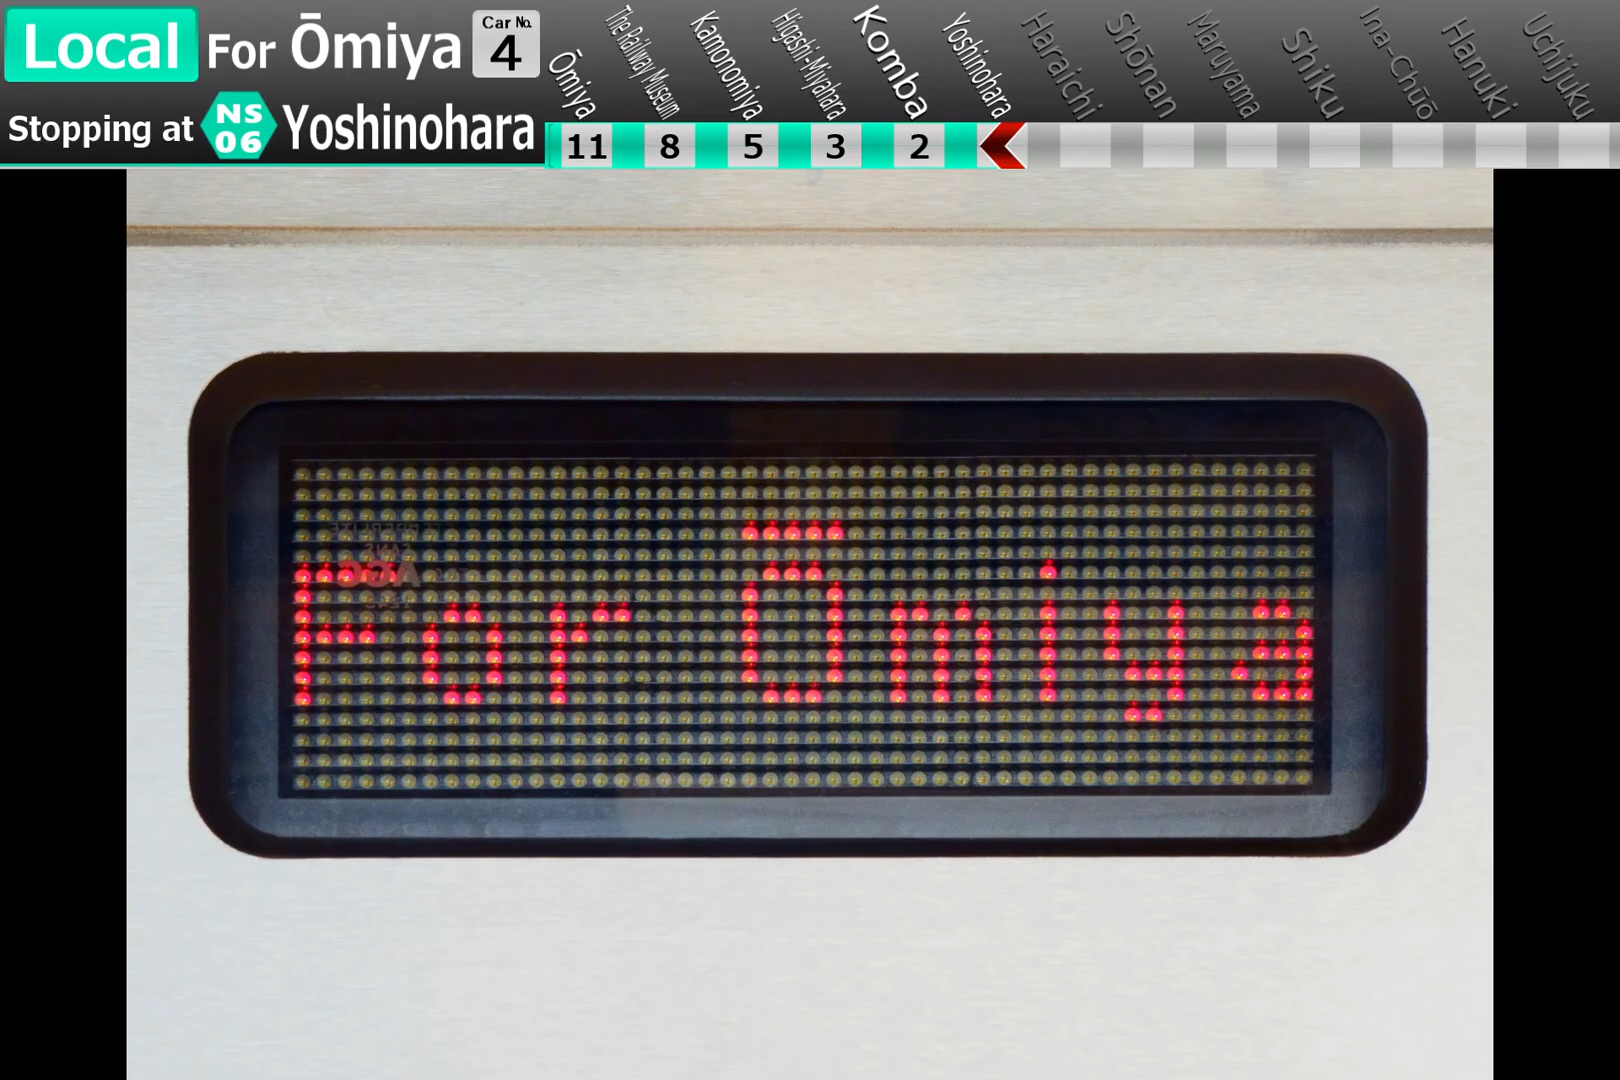 Local For Ōmiya Car No. 4
Stopping at NS 06 Yoshinohara
Ōmiya The Railway Museum Kamonomiya Higashi-Miyahara Komba Yoshinohara Haraichi Shōnan Maruyama Shiku Ina-Chūō Hanuki Uchijuku
11 8 5 3 2
For Ōmiya